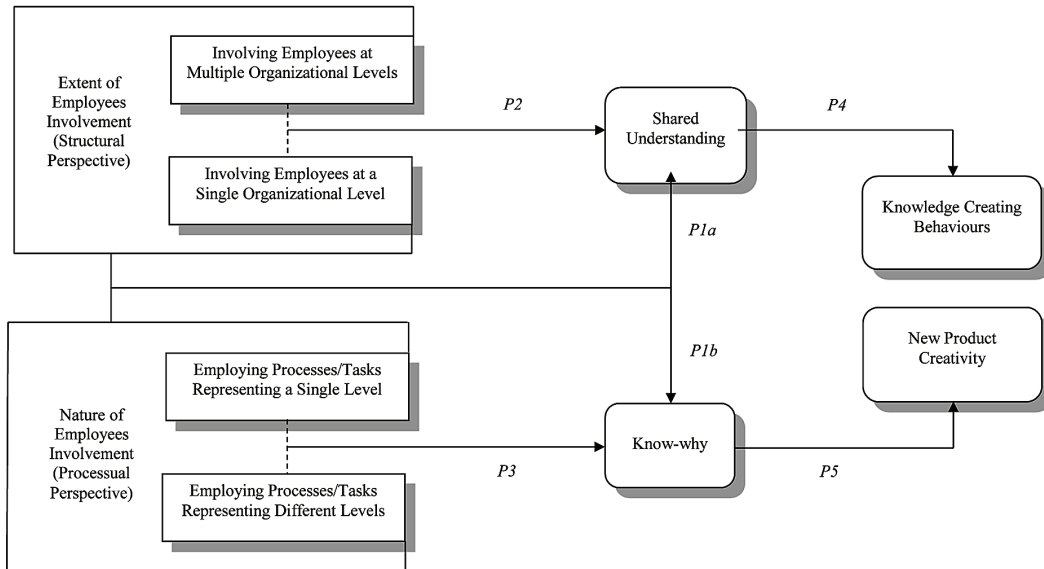 Extent of
Employees
Involvement
(Structural
Perspective)
Involving Employees at
Multiple Organizational Levels
Involving Employees at a
Single Organizational Level
P2
Shared
Understanding
P4
Knowledge Creating
Behaviours
P1a
P1b
Nature of
Employees
Involvement
(Processual
Perspective)
Employing Processes/Tasks
Representing a Single Level
Employing Processes/Tasks
Representing Different Levels
P3
Know-why
P5
New Product
Creativity